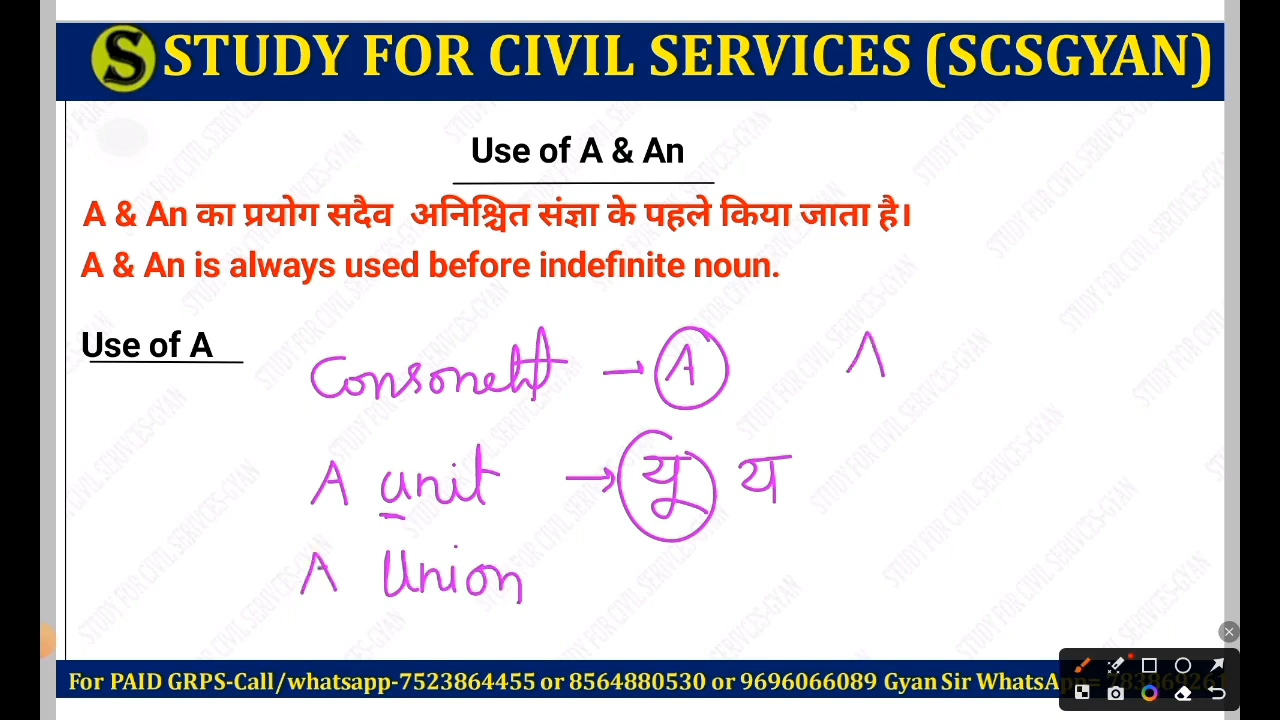 STUDY FOR CIVIL SERVICES (SCSGYAN)
Use of A & An
A & An का प्रयोग सदैव अनिश्चित संज्ञा के पहले किया जाता है।
A & An is always used before indefinite noun.
Use of A
Consonent → A
A unit → यू य
A Union
For PAID GRPS-Call/whatsapp-7523864455 or 8564880530 or 9696066089 Gyan Sir WhatsApp=